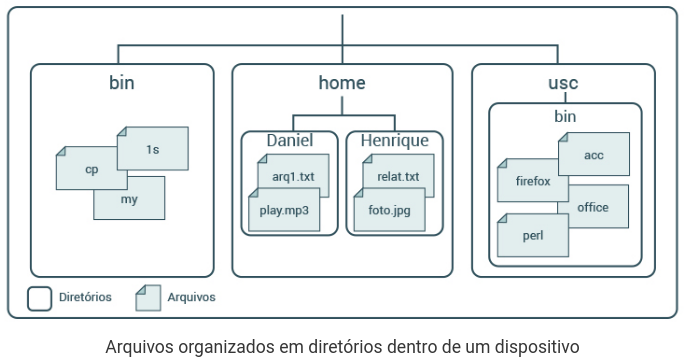 bin
home
usc
cp
1s
my
Daniel
arq1.txt
play.mp3
Henrique
relat.txt
foto.jpg
bin
acc
firefox
office
perl
Diretórios
Arquivos
Arquivos organizados em diretórios dentro de um dispositivo